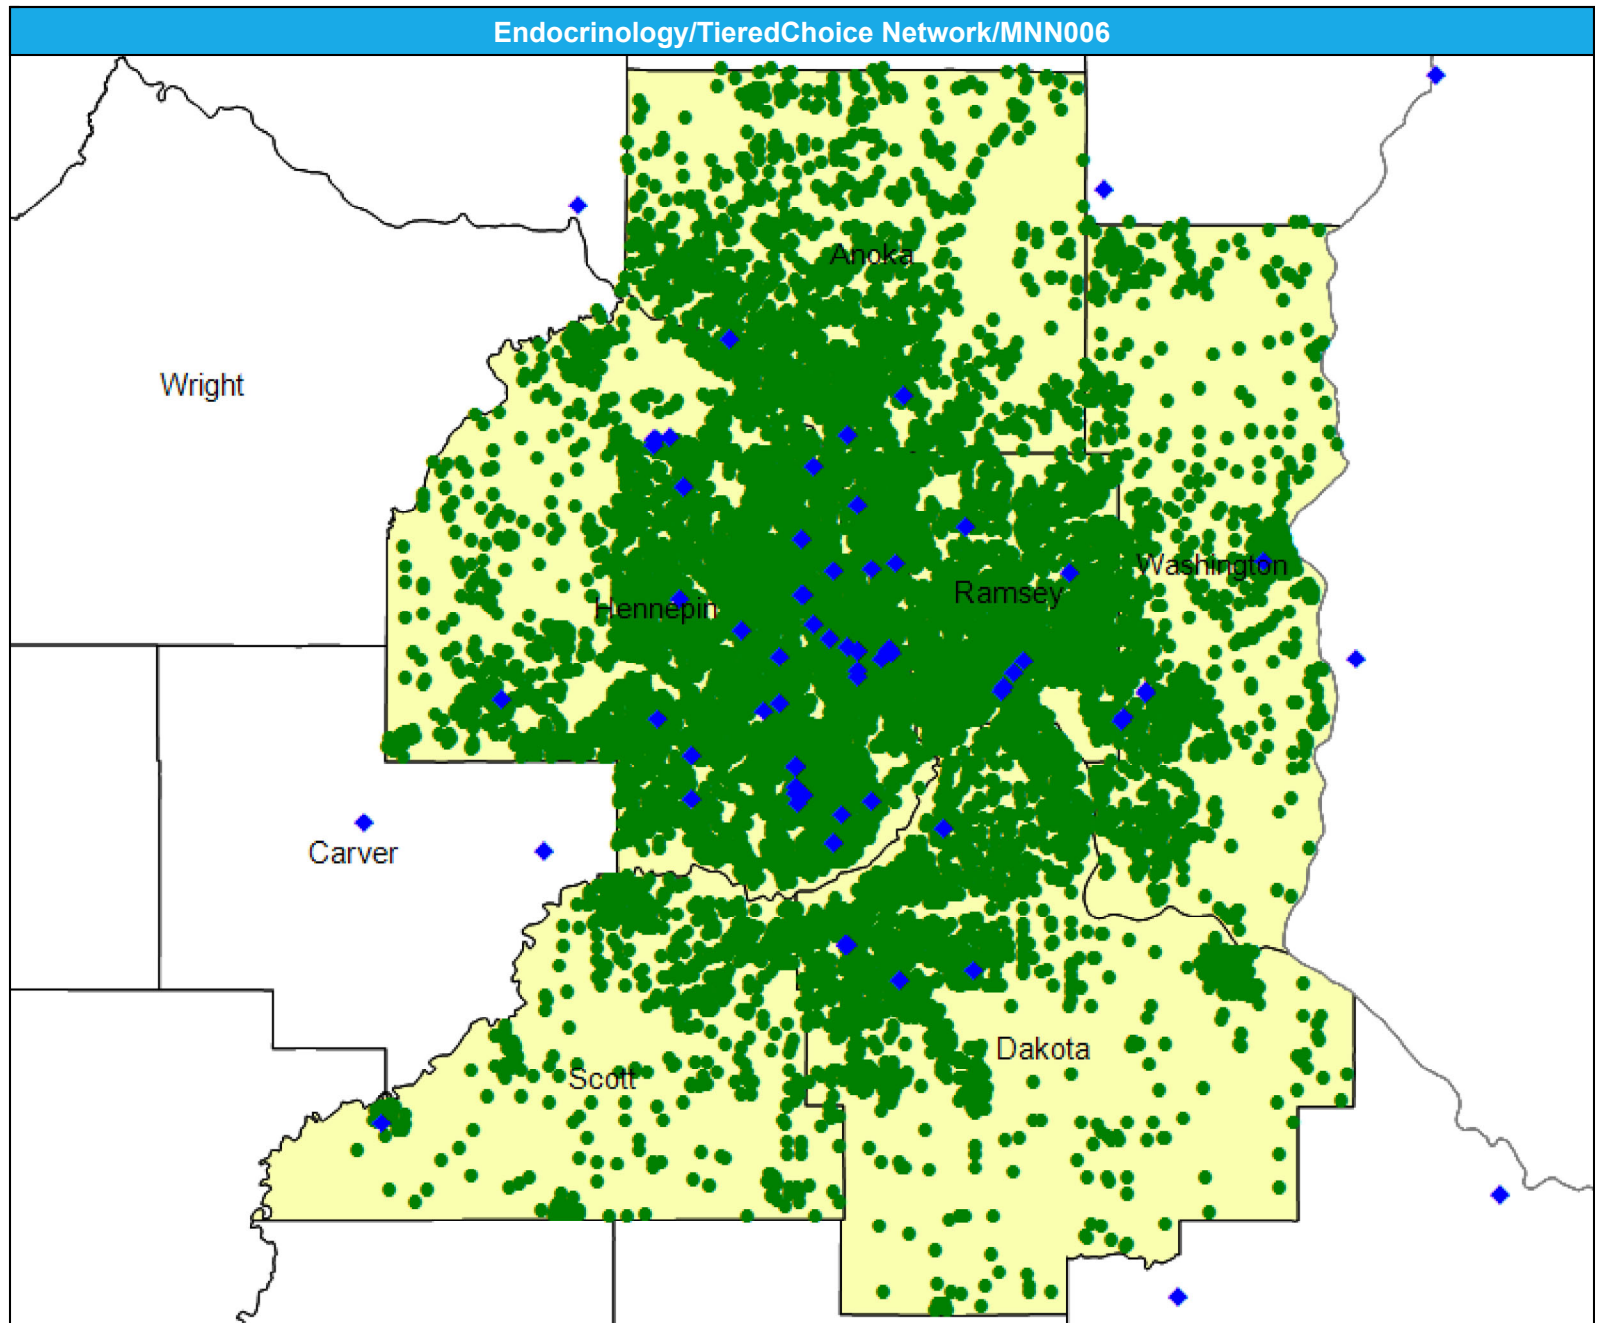 Endocrinology/TieredChoice Network/MNN006
Anoka
Wright
Washington
Ramsey
Hennepin
Carver
Dakota
Scott